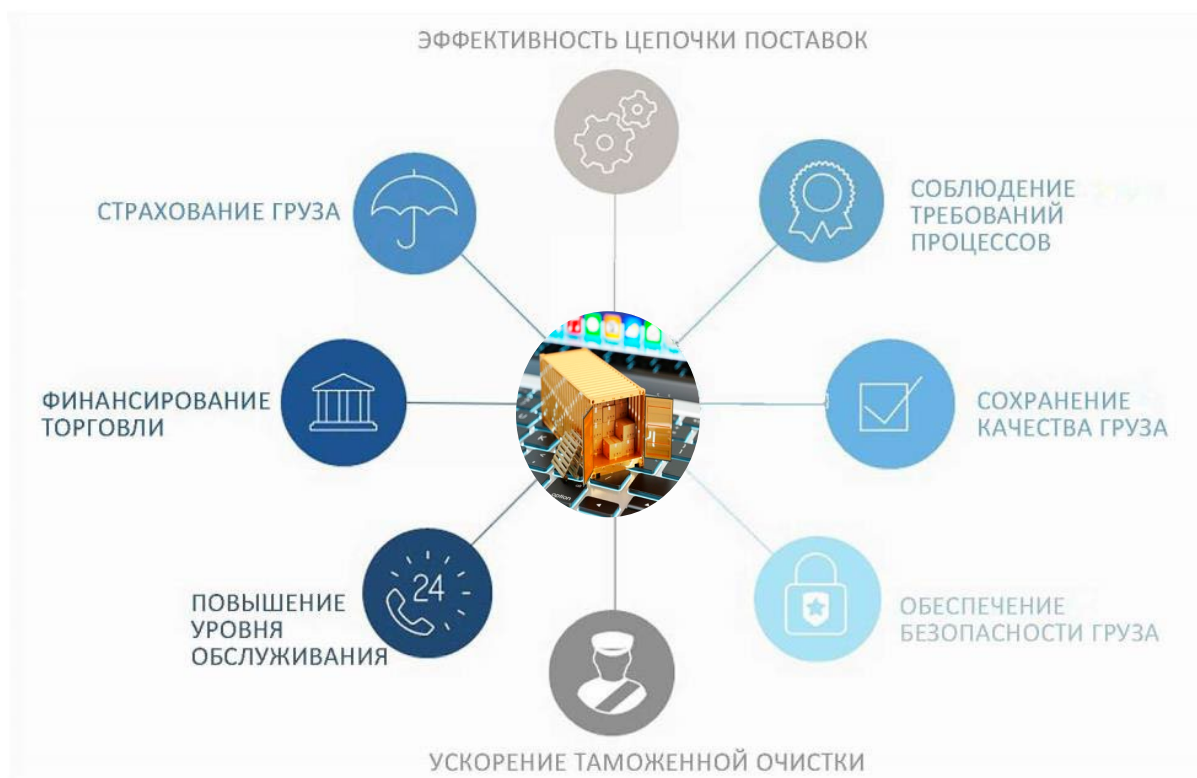 ЭФФЕКТИВНОСТЬ ЦЕПОЧКИ ПОСТАВОК
СТРАХОВАНИЕ ГРУЗА
СОБЛЮДЕНИЕ
ТРЕБОВАНИЙ
ПРОЦЕССОВ
ФИНАНСИРОВАНИЕ
ТОРГОВЛИ
СОХРАНЕНИЕ
КАЧЕСТВА ГРУЗА
option
24
ПОВЫШЕНИЕ
УРОВНЯ
ОБСЛУЖИВАНИЯ
ОБЕСПЕЧЕНИЕ
БЕЗОПАСНОСТИ ГРУЗА
УСКОРЕНИЕ ТАМОЖЕННОЙ ОЧИСТКИ